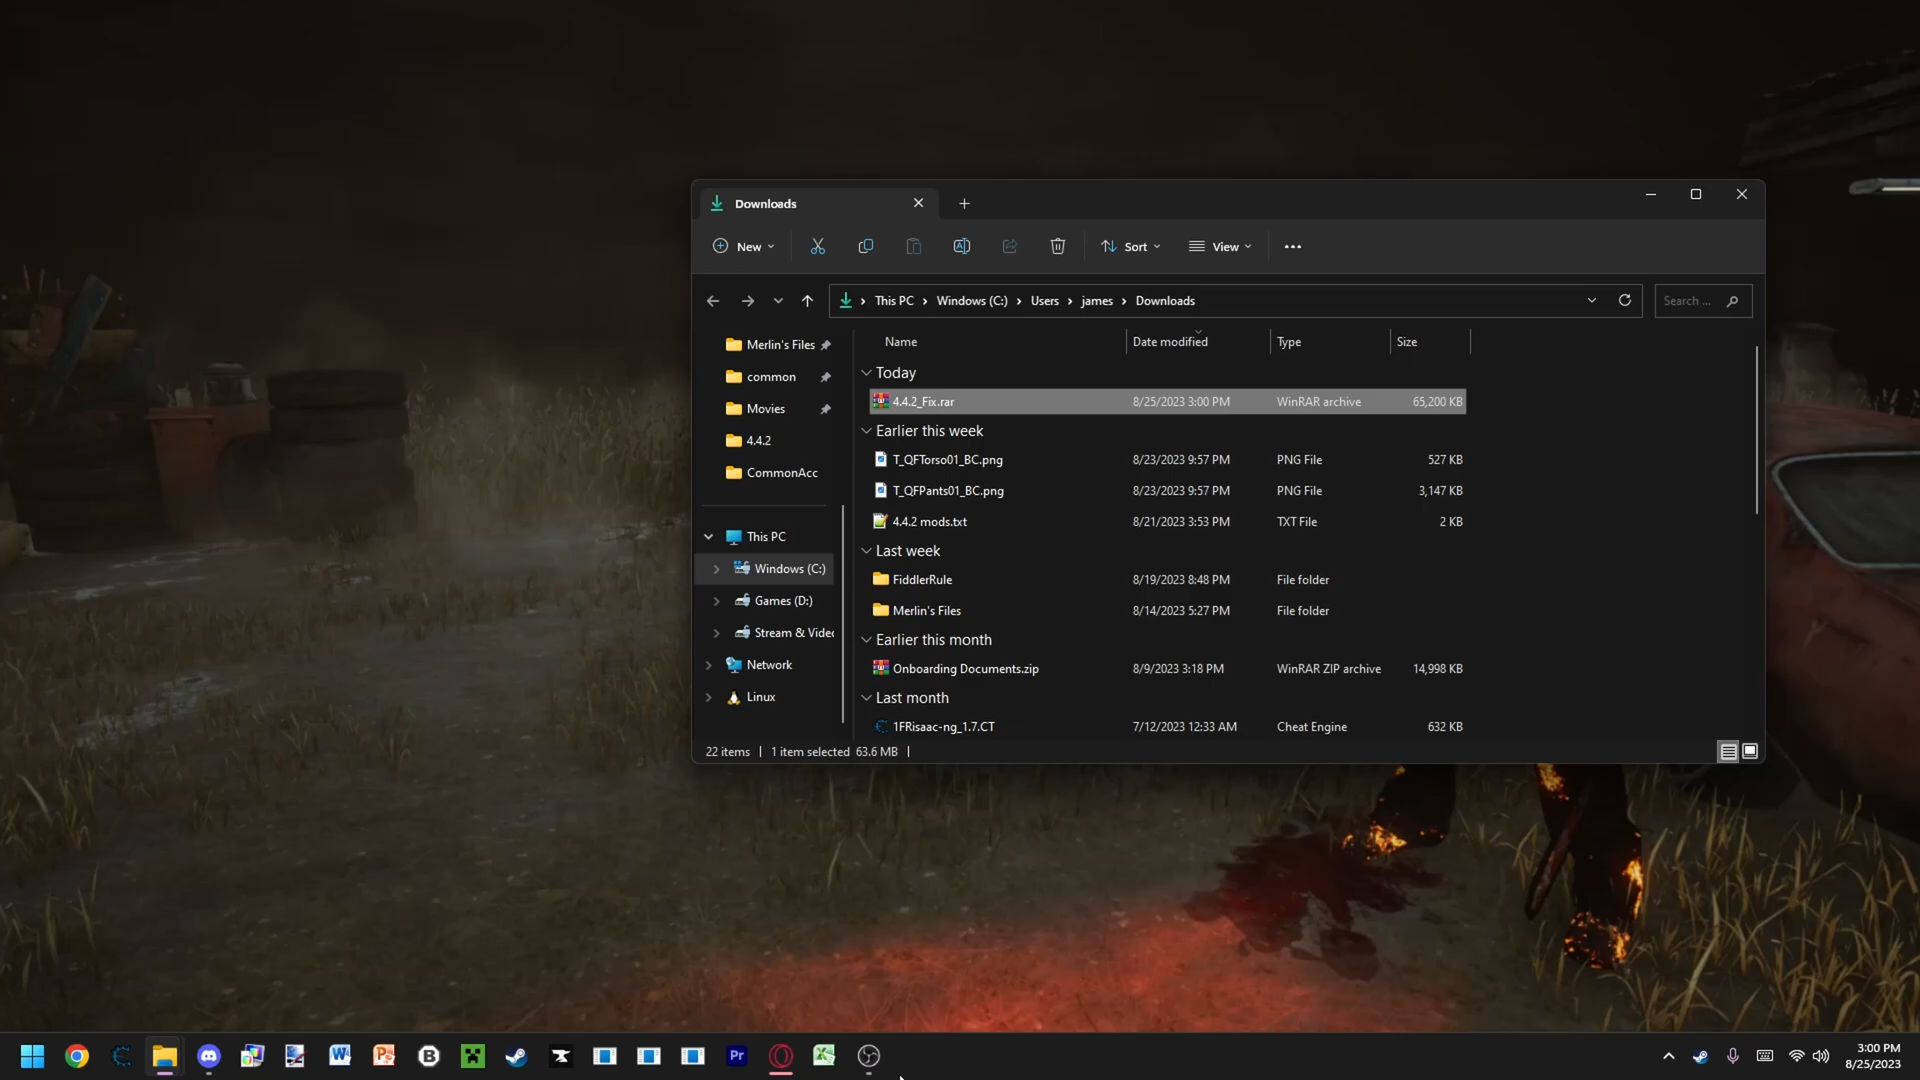 Downloads
New
Sort
View
This PC
Windows (C:)
Users
james
Downloads
Search ...
Merlin's Files
common
Movies
4.4.2
CommonAcc
This PC
Windows (C:)
Games (D:)
Stream & Video
Network
Linux
Name Date modified Type Size
Today
4.4.2_Fix.rar 8/25/2023 3:00 PM WinRAR archive 65,200 KB
Earlier this week
T_QFTorso01_BC.png 8/23/2023 9:57 PM PNG File 527 KB
T_QFPants01_BC.png 8/23/2023 9:57 PM PNG File 3,147 KB
4.4.2 mods.txt 8/21/2023 3:53 PM TXT File 2 KB
Last week
FiddlerRule 8/19/2023 8:48 PM File folder
Merlin's Files 8/14/2023 5:27 PM File folder
Earlier this month
Onboarding Documents.zip 8/9/2023 3:18 PM WinRAR ZIP archive 14,998 KB
Last month
1FRisaac-ng_1.7.CT 7/12/2023 12:33 AM Cheat Engine 632 KB
22 items 1 item selected 63.6 MB
3:00 PM
8/25/2023